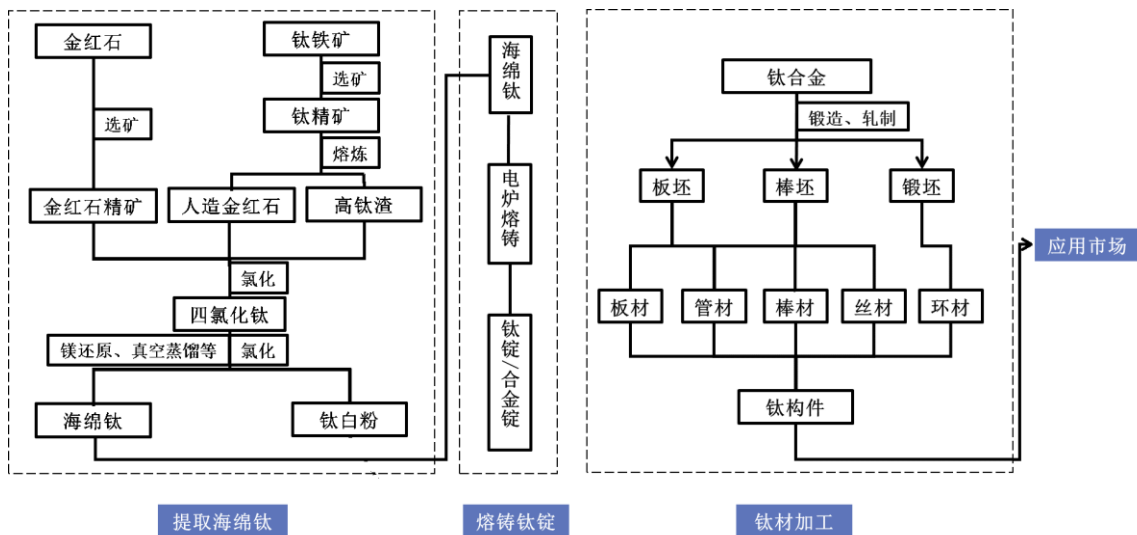 金红石
钛铁矿
选矿
选矿
钛精矿
熔炼
金红石精矿
人造金红石
高钛渣
氯化
四氯化钛
镁还原、真空蒸馏等
氯化
海绵钛
钛白粉
提取海绵钛
海绵钛
电炉熔铸
钛锭/合金锭
熔铸钛锭
钛合金
锻造、轧制
板坯
棒坯
锻坯
板材
管材
棒材
丝材
环材
钛构件
钛材加工
应用市场